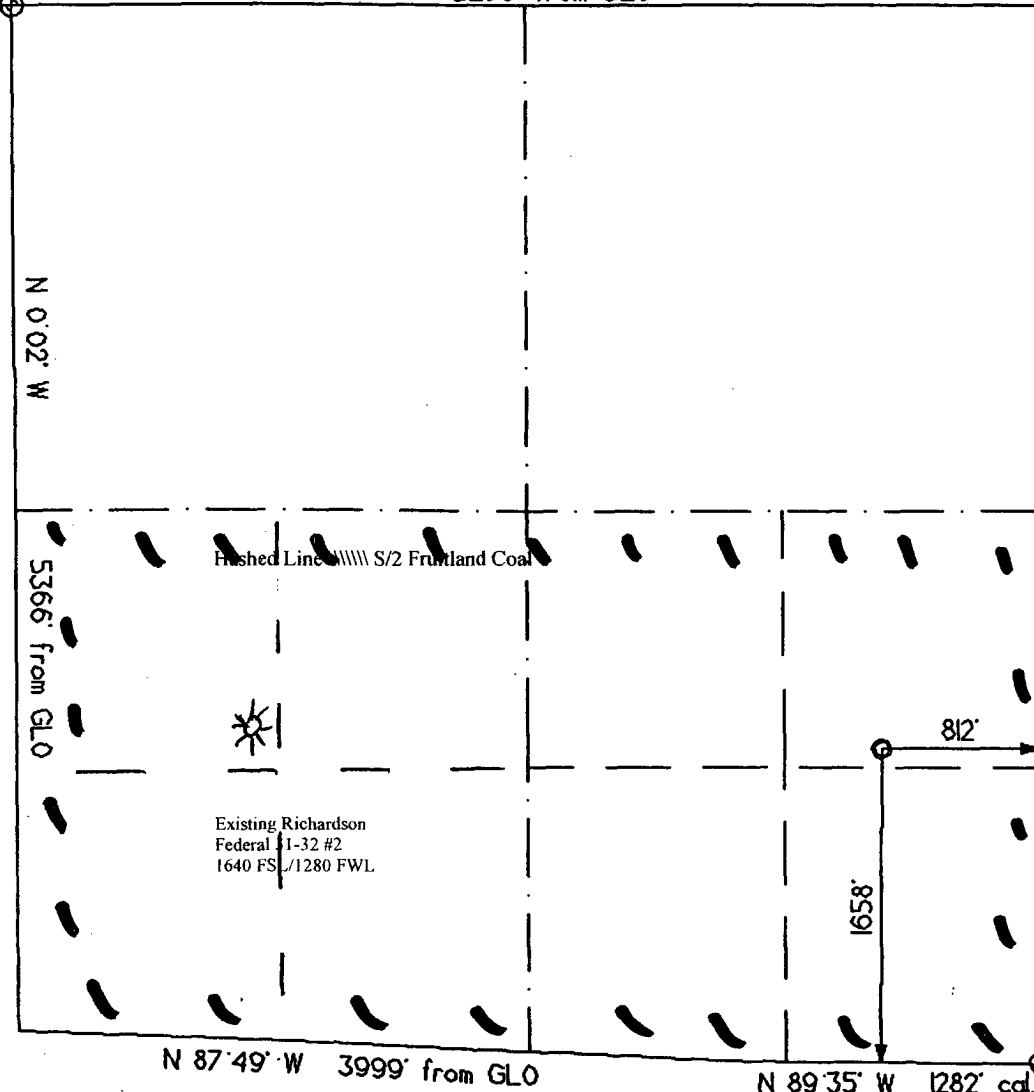 N 0°02' W
5366' from GLO
Hashed Line \\\\\\ S/2 Fruitland Coal
812'
Existing Richardson
Federal 31-32 #2
1640 FSL/1280 FWL
1658'
N 87°49' W 3999' from GLO
N 89°35' W 1282'